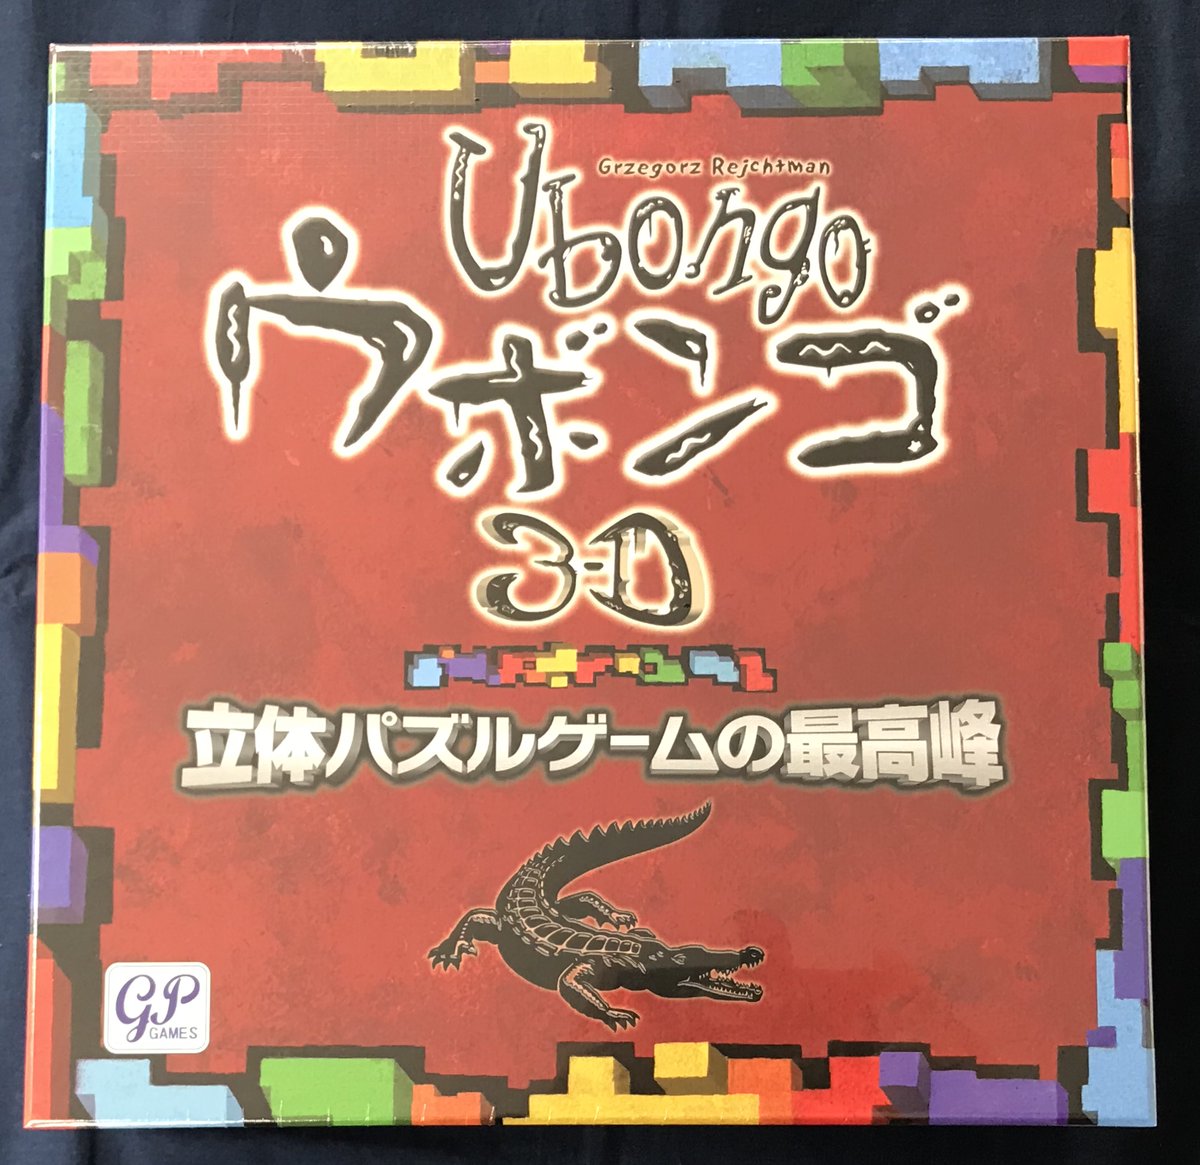 Grzegorz Rejchtman
Ubongo
ウボンゴ
3-D
立体パズルゲームの最高峰
GP
GAMES